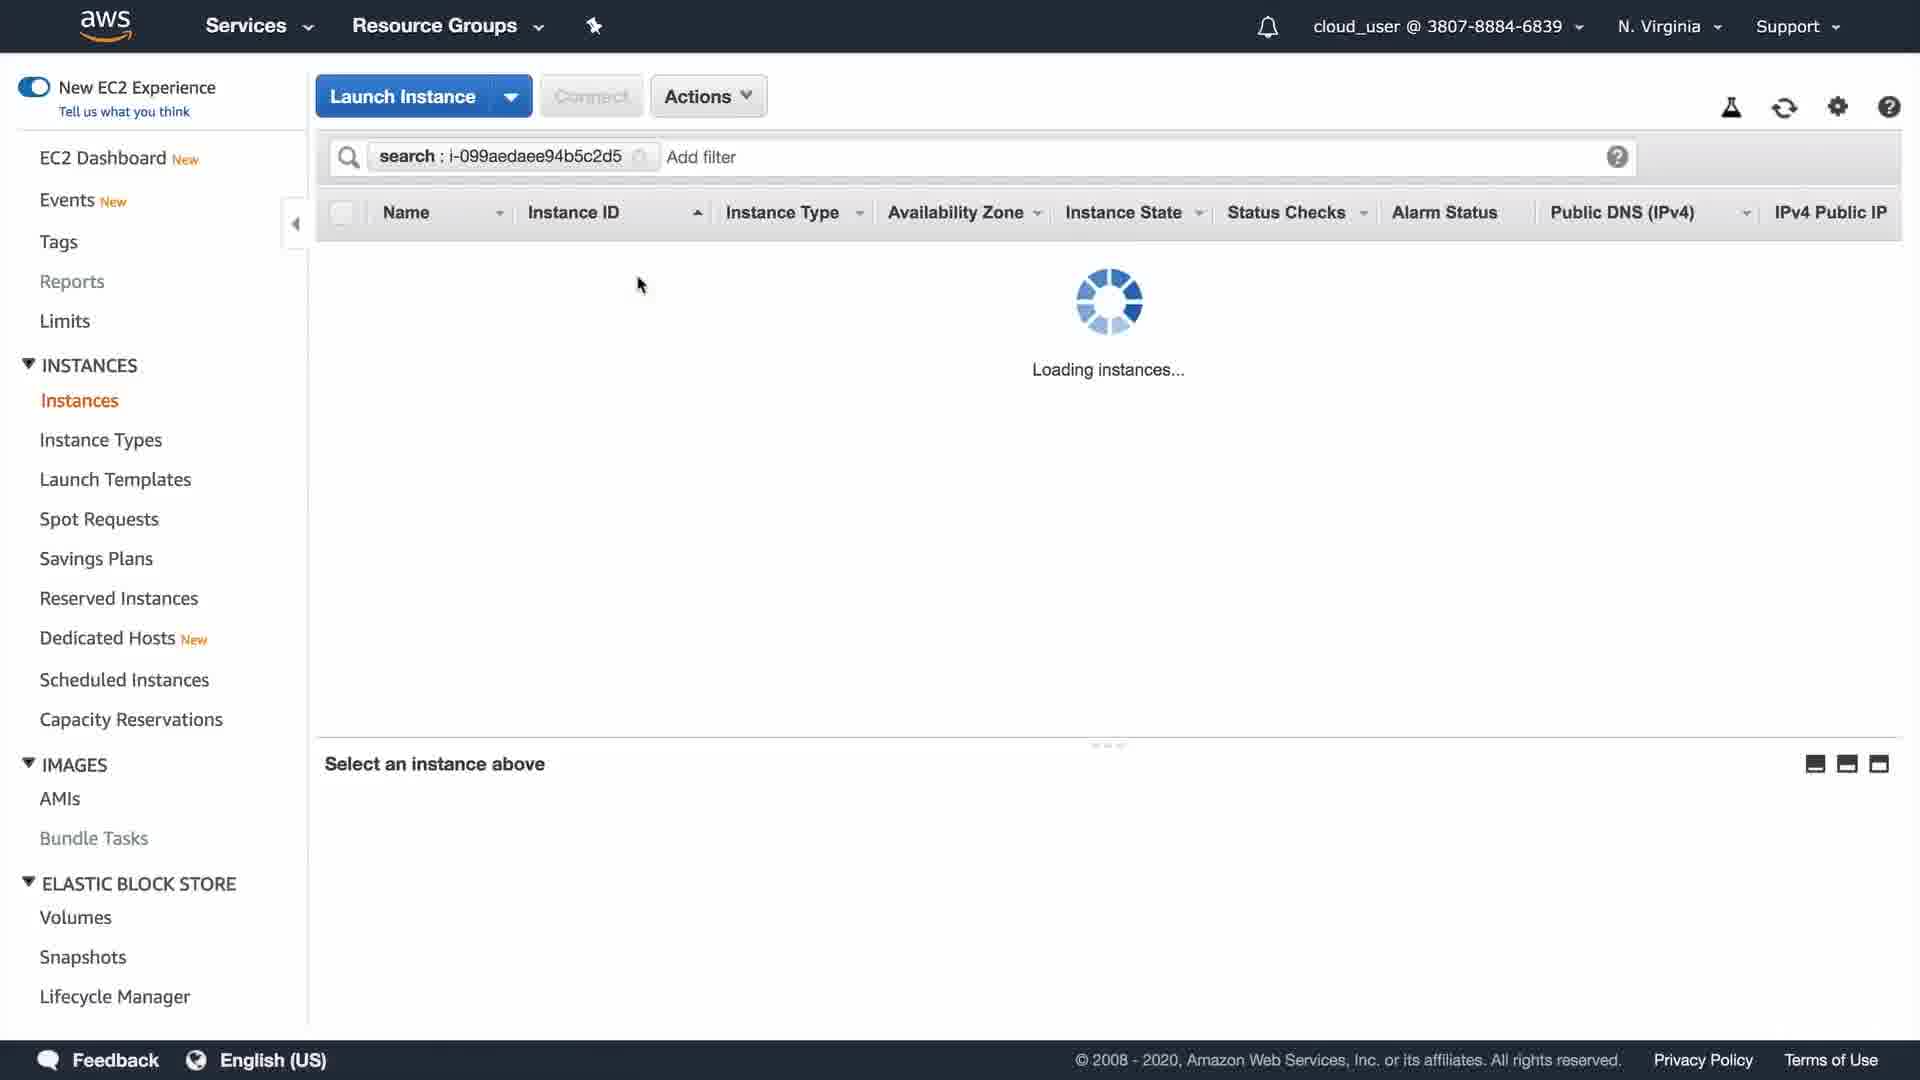 aws Services Resource Groups cloud_user @ 3807-8884-6839 N. Virginia Support
New EC2 Experience
Tell us what you think
Launch Instance Connect Actions
search : i-099aedaee94b5c2d5 Add filter
Name Instance ID Instance Type Availability Zone Instance State Status Checks Alarm Status Public DNS (IPv4) IPv4 Public IP
Loading instances...
EC2 Dashboard New
Events New
Tags
Reports
Limits
INSTANCES
Instances
Instance Types
Launch Templates
Spot Requests
Savings Plans
Reserved Instances
Dedicated Hosts New
Scheduled Instances
Capacity Reservations
IMAGES
AMIs
Bundle Tasks
ELASTIC BLOCK STORE
Volumes
Snapshots
Lifecycle Manager
Select an instance above
Feedback English (US) © 2008 - 2020, Amazon Web Services, Inc. or its affiliates. All rights reserved. Privacy Policy Terms of Use